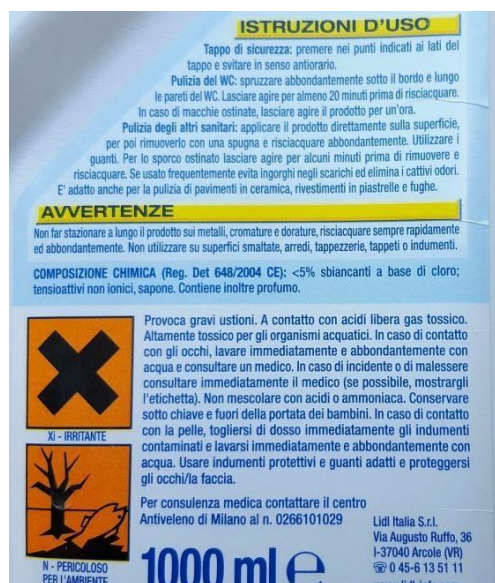 ISTRUZIONI D'USO
Tappo di sicurezza: premere nei punti indicati ai lati del
tappo e svitare in senso antiorario.
Pulizia del WC: spruzzare abbondantemente sotto il bordo e lungo
le pareti del WC. Lasciare agire per almeno 20 minuti prima di risciacquare.
In caso di macchie ostinate, lasciare agire il prodotto per un'ora.
Pulizia degli altri sanitari: applicare il prodotto direttamente sulla superficie,
per poi rimuoverlo con una spugna e risciacquare abbondantemente. Utilizzare i
guanti. Per lo sporco ostinato lasciare agire per alcuni minuti prima di rimuovere e
risciacquare. Se usato frequentemente evita ingorghi negli scarichi ed elimina i cattivi odori.
E' adatto anche per la pulizia di pavimenti in ceramica, rivestimenti in piastrelle e fughe.
AVVERTENZE
Non far stazionare a lungo il prodotto sui metalli, cromature e dorature, risciacquare sempre rapidamente
ed abbondantemente. Non utilizzare su superfici smaltate, arredi, tappezzerie, tappeti o indumenti.
COMPOSIZIONE CHIMICA (Reg. Det 648/2004 CE): <5% sbiancanti a base di cloro;
tensioattivi non ionici, sapone. Contiene inoltre profumo.
Provoca gravi ustioni. A contatto con acidi libera gas tossico.
Altamente tossico per gli organismi acquatici. In caso di contatto
con gli occhi, lavare immediatamente e abbondantemente con
acqua e consultare un medico. In caso di incidente o di malessere
consultare immediatamente il medico (se possibile, mostrargli
l'etichetta). Non mescolare con acidi o ammoniaca. Conservare
sotto chiave e fuori della portata dei bambini. In caso di contatto
con la pelle, togliersi di dosso immediatamente gli indumenti
contaminati e lavarsi immediatamente e abbondantemente con
acqua. Usare indumenti protettivi e guanti adatti e proteggersi
gli occhi/la faccia.
Xi - IRRITANTE
N - PERICOLOSO
PER L'AMBIENTE
Per consulenza medica contattare il centro
Antiveleno di Milano al n. 0266101029
1000 ml e
Lidl Italia S.r.l.
Via Augusto Ruffo, 36
I-37040 Arcole (VR)
☎ 0 45-6 13 51 11